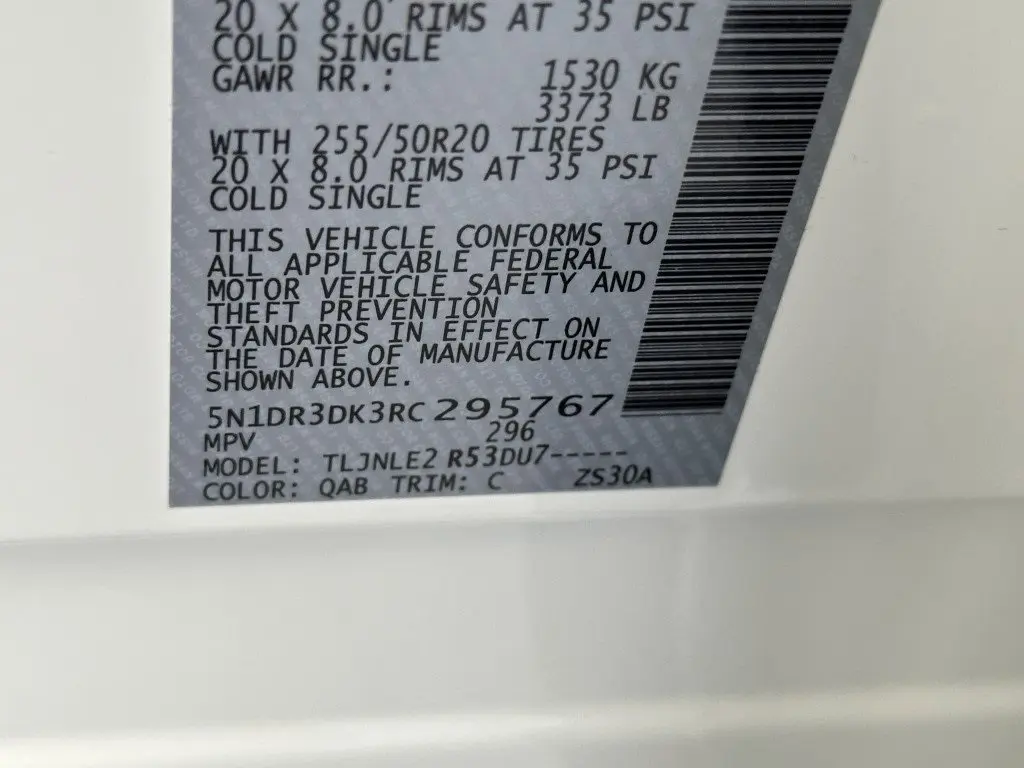 20 X 8.0 RIMS AT 35 PSI
COLD SINGLE
GAWR RR.: 1530 KG
3373 LB
WITH 255/50R20 TIRES
20 X 8.0 RIMS AT 35 PSI
COLD SINGLE
THIS VEHICLE CONFORMS TO
ALL APPLICABLE FEDERAL
MOTOR VEHICLE SAFETY AND
THEFT PREVENTION
STANDARDS IN EFFECT ON
THE DATE OF MANUFACTURE
SHOWN ABOVE.
5N1DR3DK3RC295767
MPV 296
MODEL: TLJNLE2 R53DU7-----
COLOR: QAB TRIM: C ZS30A